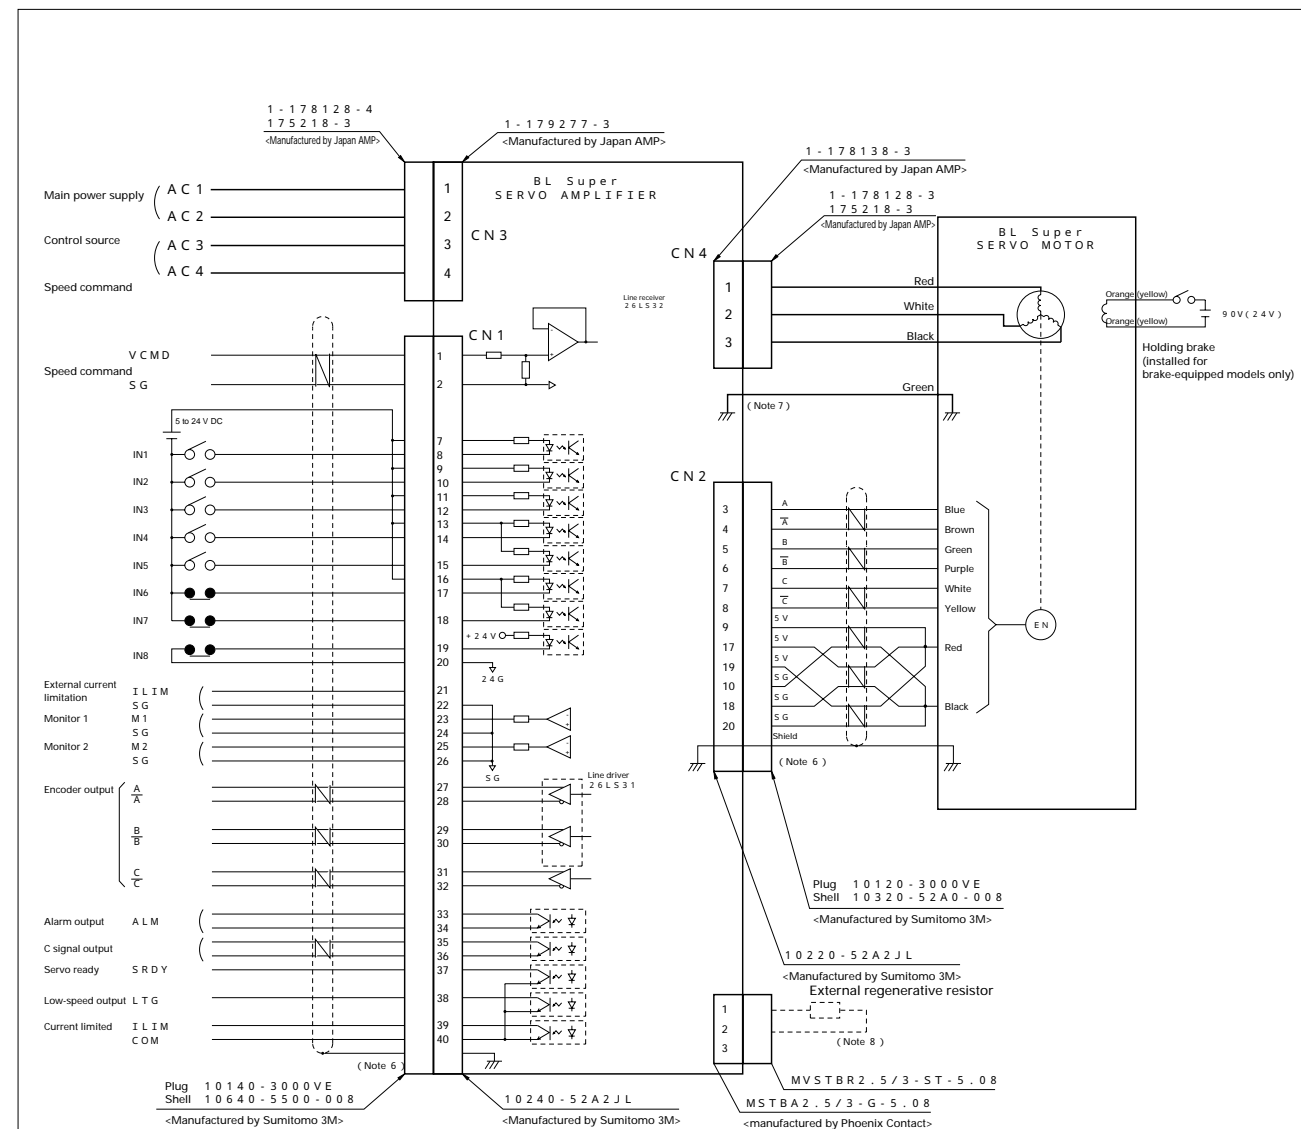 1-178128-4
175218-3
<Manufactured by Japan AMP>
1-179277-3
<Manufactured by Japan AMP>
1-178138-3
<Manufactured by Japan AMP>
1-178128-3
175218-3
<Manufactured by Japan AMP>
Main power supply
AC1
AC2
Control source
AC3
AC4
Speed command
1
2
3
4
CN3
BL Super
SERVO AMPLIFIER
CN4
1
2
3
Red
White
Black
Green
(Note 7)
BL Super
SERVO MOTOR
Orange (yellow)
Orange (yellow)
90V(24V)
Holding brake
(installed for
brake-equipped models only)
Line receiver
26LS32
CN1
VCMD
Speed command
SG
1
2
5 to 24 V DC
IN1
IN2
IN3
IN4
IN5
IN6
IN7
IN8
7
8
9
10
11
12
13
14
15
16
17
18
19
20
+24V
24G
CN2
3
4
5
6
7
8
9
17
19
10
18
20
A
A
B
B
C
C
5V
5V
5V
SG
SG
SG
Shield
Blue
Brown
Green
Purple
White
Yellow
Red
Black
EN
(Note 6)
External current
limitation
ILIM
SG
Monitor 1
M1
SG
Monitor 2
M2
SG
21
22
23
24
25
26
SG
Encoder output
A
A
B
B
C
C
27
28
29
30
31
32
Line driver
26LS31
Alarm output
ALM
C signal output
Servo ready
SRDY
Low-speed output
LTG
Current limited
ILIM
COM
33
34
35
36
37
38
39
40
(Note 6)
Plug 10140-3000VE
Shell 10640-5500-008
<Manufactured by Sumitomo 3M>
10240-52A2JL
<Manufactured by Sumitomo 3M>
Plug 10120-3000VE
Shell 10320-52A0-008
<Manufactured by Sumitomo 3M>
10220-52A2JL
<Manufactured by Sumitomo 3M>
External regenerative resistor
1
2
3
(Note 8)
MVSTBR2.5/3-ST-5.08
MSTBA2.5/3-G-5.08
<manufactured by Phoenix Contact>